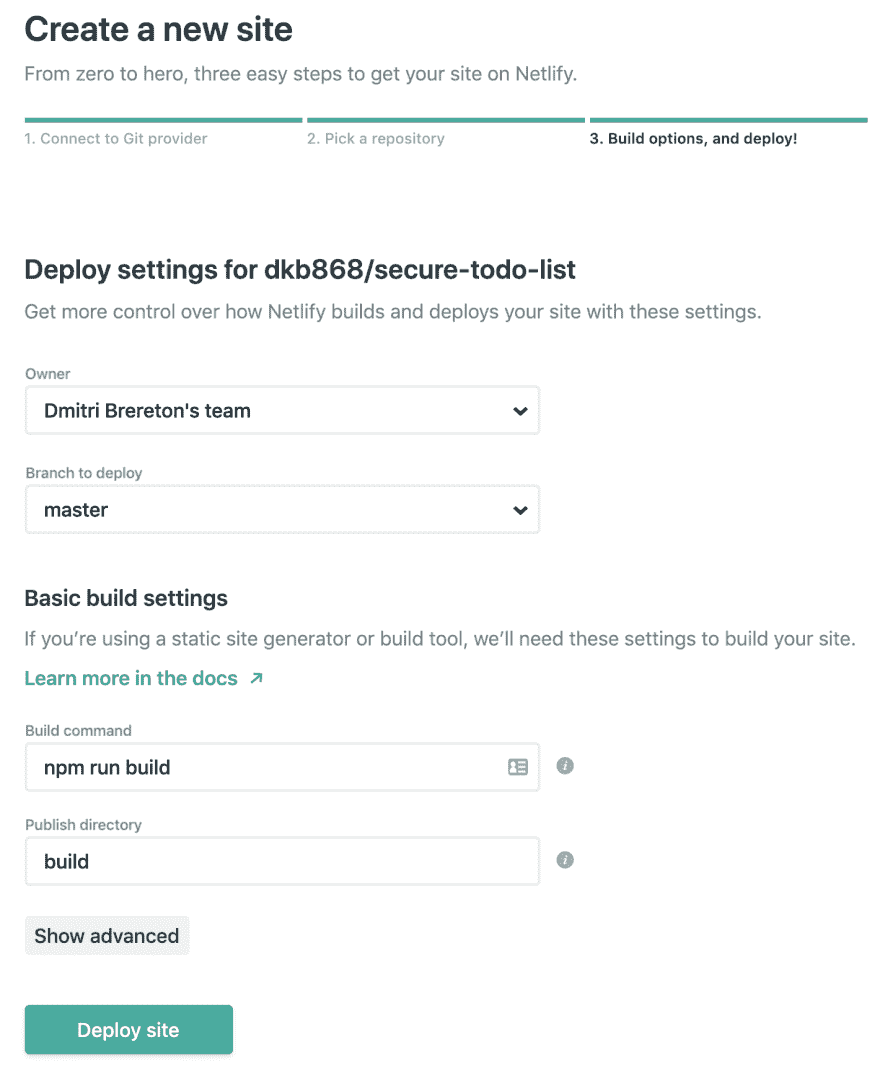 Create a new site
From zero to hero, three easy steps to get your site on Netlify.
1. Connect to Git provider
2. Pick a repository
3. Build options, and deploy!
Deploy settings for dkb868/secure-todo-list
Get more control over how Netlify builds and deploys your site with these settings.
Owner
Dmitri Brereton's team
Branch to deploy
master
Basic build settings
If you’re using a static site generator or build tool, we’ll need these settings to build your site.
Learn more in the docs ↗
Build command
npm run build
Publish directory
build
Show advanced
Deploy site